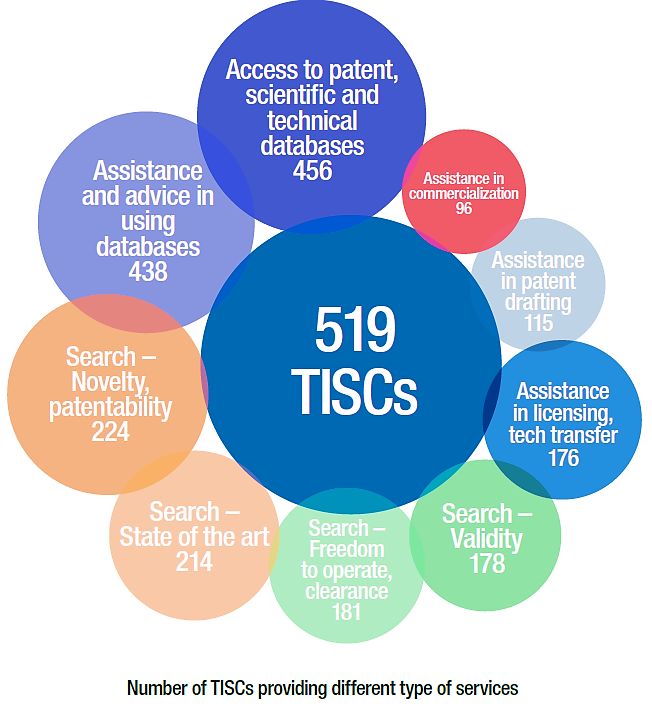 Access to patent,
scientific and
technical
databases
456
Assistance in
commercialization
96
Assistance
in patent
drafting
115
Assistance
in licensing,
tech transfer
176
Search –
Validity
178
Search –
Freedom
to operate,
clearance
181
Search –
State of the art
214
Search –
Novelty,
patentability
224
Assistance
and advice in
using
databases
438
519
TISCs
Number of TISCs providing different type of services